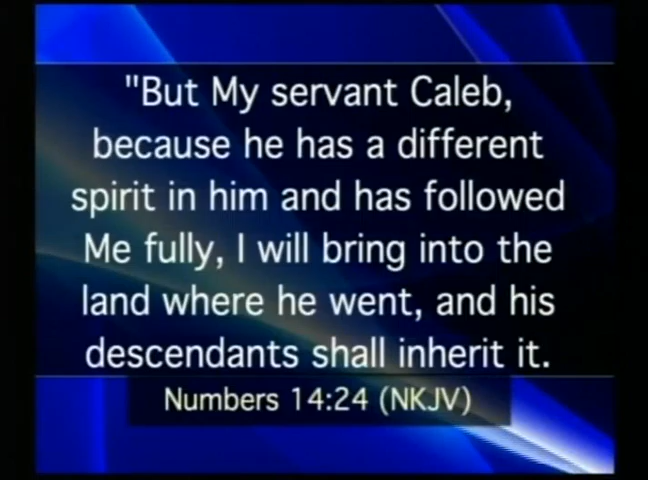 "But My servant Caleb,
because he has a different
spirit in him and has followed
Me fully, I will bring into the
land where he went, and his
descendants shall inherit it.
Numbers 14:24 (NKJV)